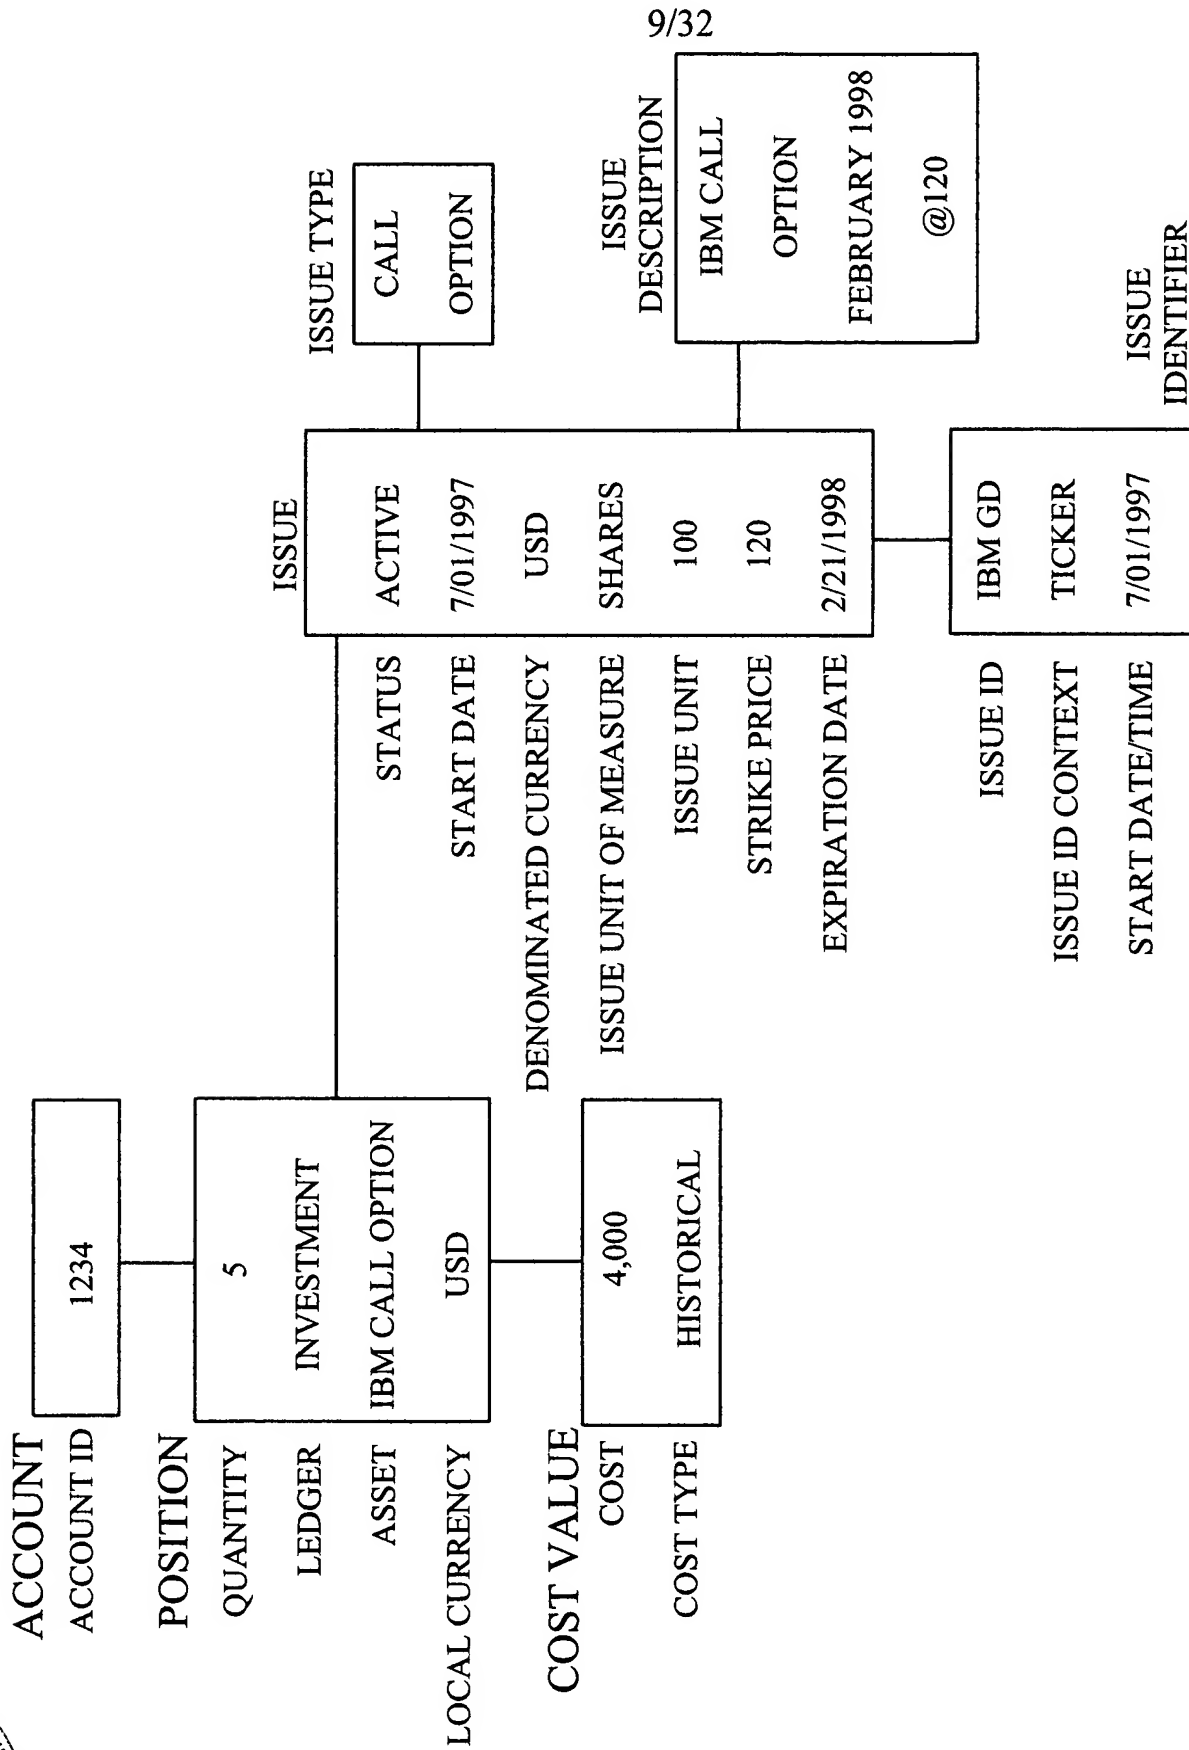 9/32
ACCOUNT
ACCOUNT ID
1234
POSITION
QUANTITY
5
LEDGER
INVESTMENT
ASSET
IBM CALL OPTION
LOCAL CURRENCY
USD
COST VALUE
COST
4,000
COST TYPE
HISTORICAL
ISSUE
STATUS
ACTIVE
START DATE
7/01/1997
DENOMINATED CURRENCY
USD
ISSUE UNIT OF MEASURE
SHARES
ISSUE UNIT
100
STRIKE PRICE
120
EXPIRATION DATE
2/21/1998
ISSUE TYPE
CALL
OPTION
ISSUE
DESCRIPTION
IBM CALL
OPTION
FEBRUARY 1998
@120
ISSUE ID
IBM GD
ISSUE ID CONTEXT
TICKER
START DATE/TIME
7/01/1997
ISSUE
IDENTIFIER